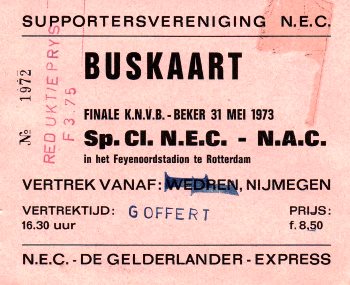 SUPPORTERSVERENIGING N.E.C.
BUSKAART
No 1972
REDUKTIEPRYS
F 3.75
FINALE K.N.V.B. - BEKER 31 MEI 1973
Sp. Cl. N.E.C. - N.A.C.
in het Feyenoordstadion te Rotterdam
VERTREK VANAF: WEDREN, NIJMEGEN
GOFFERT
VERTREKTIJD:
16.30 uur
PRIJS:
f. 8,50
N.E.C. - DE GELDERLANDER - EXPRESS